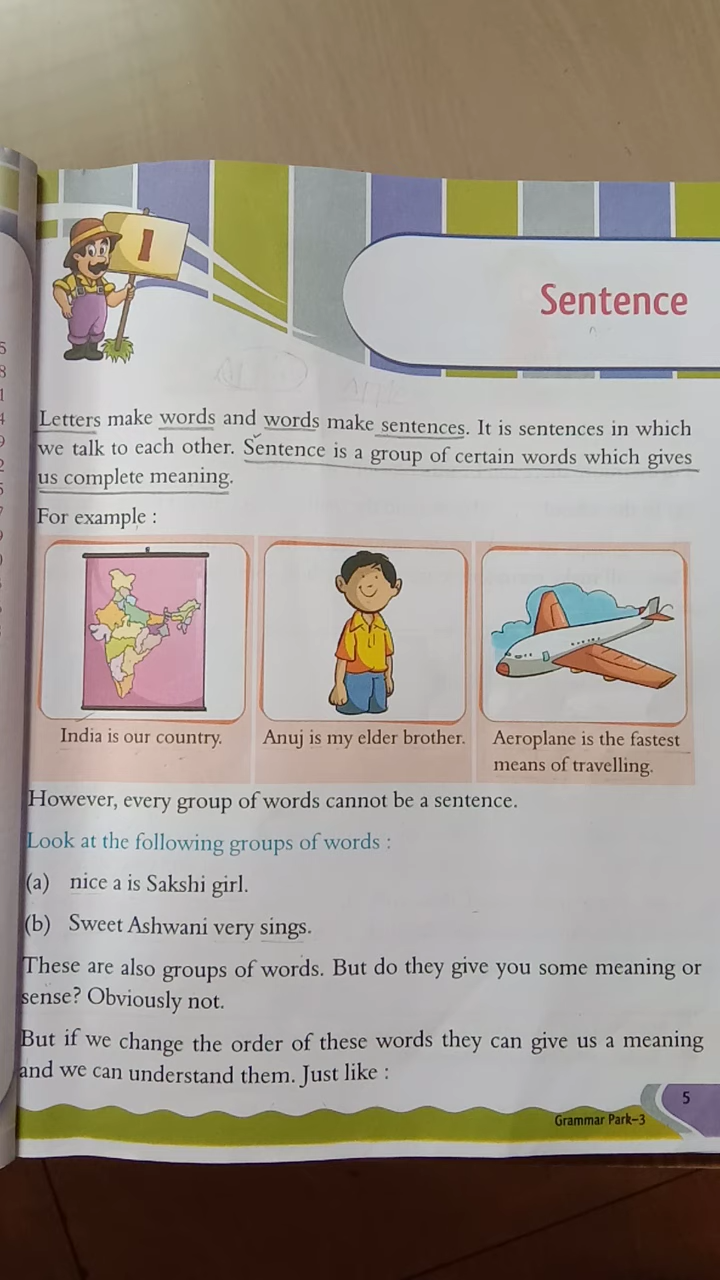 1
Sentence
Letters make words and words make sentences. It is sentences in which
we talk to each other. Sentence is a group of certain words which gives
us complete meaning.
For example :
India is our country.
Anuj is my elder brother.
Aeroplane is the fastest
means of travelling.
However, every group of words cannot be a sentence.
Look at the following groups of words :
(a) nice a is Sakshi girl.
(b) Sweet Ashwani very sings.
These are also groups of words. But do they give you some meaning or
sense? Obviously not.
But if we change the order of these words they can give us a meaning
and we can understand them. Just like :
5
Grammar Park–3